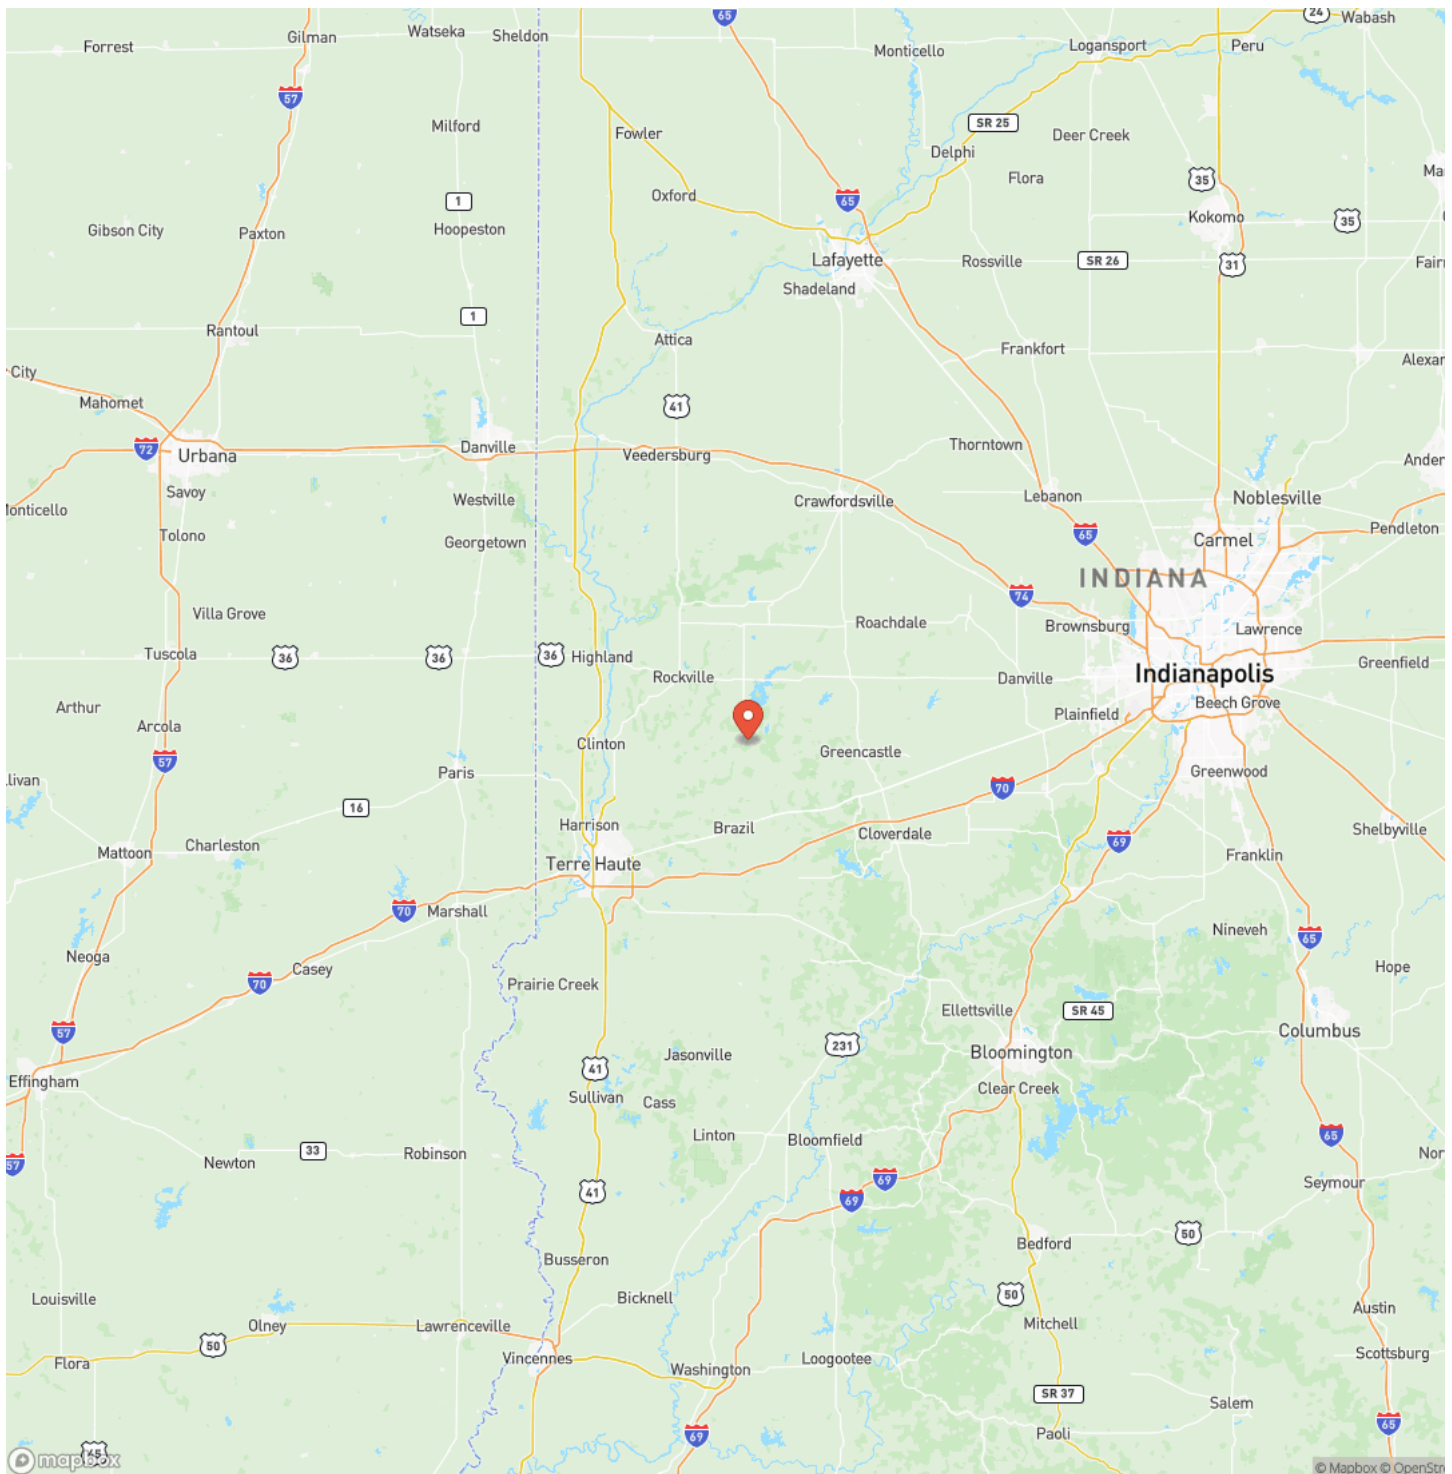 65
24
Wabash
Gilman
Watseka
Sheldon
Forrest
Monticello
Logansport
Peru
57
Milford
Fowler
SR 25
Deer Creek
Delphi
35
Flora
Oxford
65
1
Kokomo
35
Gibson City
Paxton
Hoopeston
Lafayette
Rossville
SR 26
31
Shadeland
1
Rantoul
Attica
Frankfort
City
Mahomet
41
72
Urbana
Danville
Veedersburg
Thorntown
Savoy
Westville
Crawfordsville
Lebanon
Noblesville
Tolono
Georgetown
65
Carmel
Pendleton
INDIANA
74
Villa Grove
Roachdale
Brownsburg
Lawrence
Tuscola
36
36
36
Highland
Greenfield
Rockville
Danville
Indianapolis
Arthur
Plainfield
Beech Grove
Arcola
Clinton
Greencastle
57
Paris
70
Greenwood
16
Harrison
Brazil
Cloverdale
Shelbyville
Mattoon
Charleston
69
Franklin
Terre Haute
70
Marshall
Nineveh
65
Neoga
Casey
Hope
70
Prairie Creek
Ellettsville
SR 45
57
231
Columbus
Jasonville
Bloomington
Effingham
41
Sullivan
Cass
Clear Creek
Linton
Bloomfield
65
57
Newton
33
Robinson
69
69
Seymour
41
50
Busseron
Bedford
Louisville
Bicknell
50
Austin
Olney
Lawrenceville
Mitchell
50
Flora
Vincennes
Washington
Loogootee
Scottsburg
SR 37
Salem
69
Paoli
65
45
mapbox
© Mapbox © OpenStr